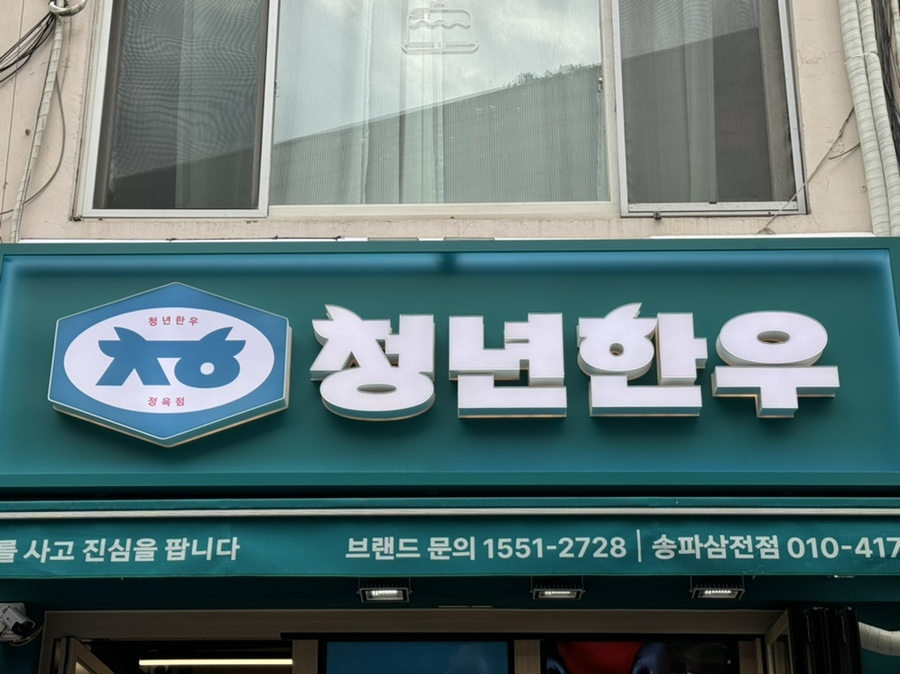 청년한우
ㅊㅎ
정육점
청년한우
를 사고 진심을 팝니다
브랜드 문의 1551-2728 | 송파삼전점 010-417